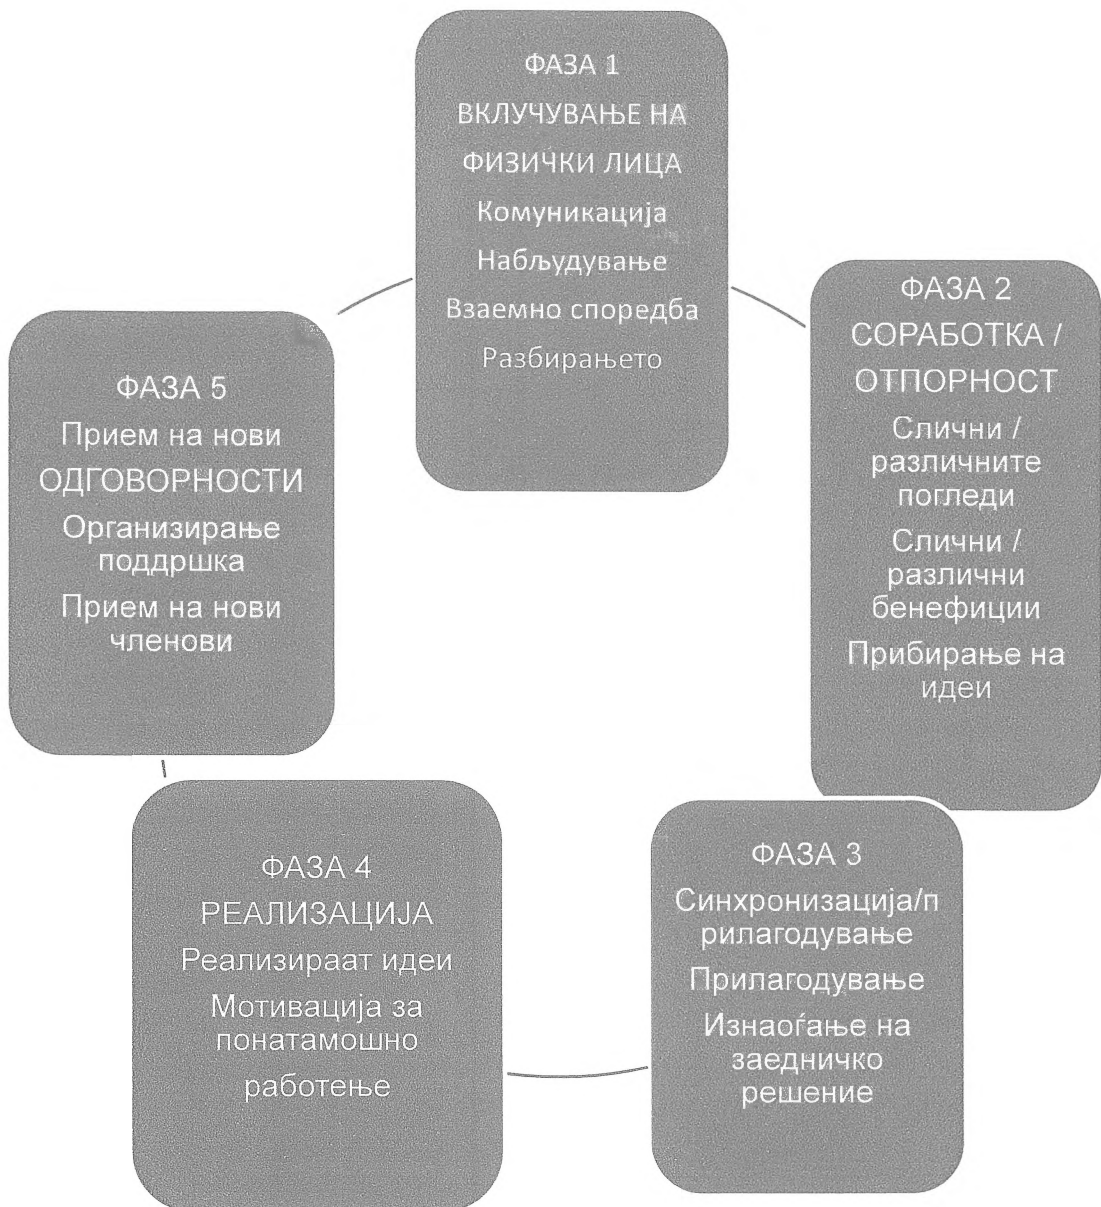 ФАЗА 1
ВКЛУЧУВАЊЕ НА
ФИЗИЧКИ ЛИЦА
Комуникација
Набљудување
Взаемно споредба
Разбирањето
ФАЗА 2
СОРАБОТКА /
ОТПОРНОСТ
Слични /
различните
погледи
Слични /
различни
бенефиции
Прибирање на
идеи
ФАЗА 3
Синхронизација/п
рилагодување
Прилагодување
Изнаоѓање на
заедничко
решение
ФАЗА 4
РЕАЛИЗАЦИЈА
Реализираат идеи
Мотивација за
понатамошно
работење
ФАЗА 5
Прием на нови
ОДГОВОРНОСТИ
Организирање
поддршка
Прием на нови
членови